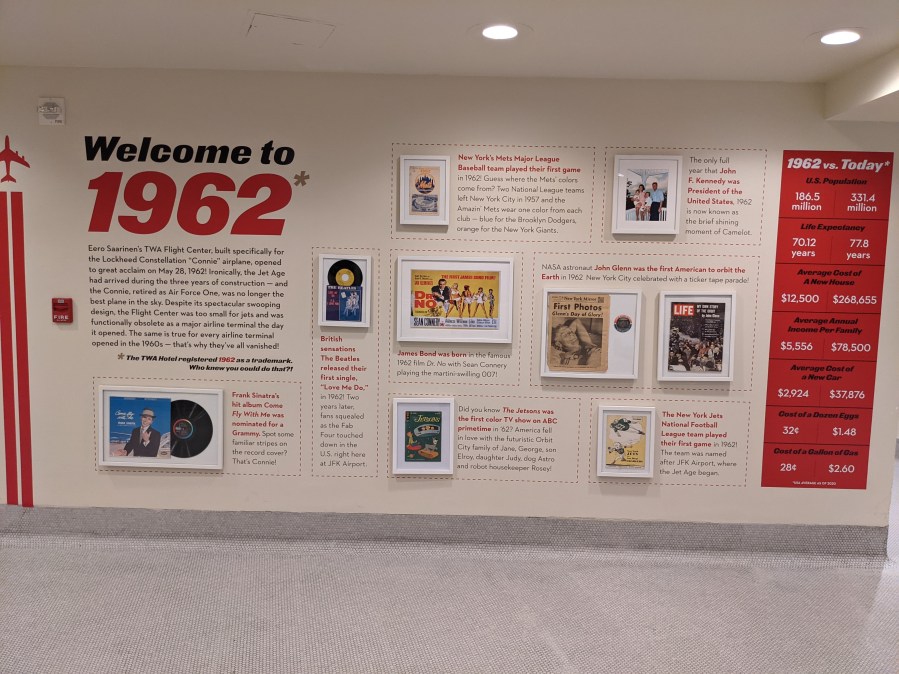 Welcome to
1962*
Eero Saarinen's TWA Flight Center, built specifically for
the Lockheed Constellation "Connie" airplane, opened
to great acclaim on May 28, 1962! Ironically, the Jet Age
had arrived during the three years of construction — and
the Connie, retired as Air Force One, was no longer the
best plane in the sky. Despite its spectacular swooping
design, the Flight Center was too small for jets and was
functionally obsolete as a major airline terminal the day
it opened. The same is true for every airline terminal
opened in the 1960s — that's why they've all vanished!
* The TWA Hotel registered 1962 as a trademark.
Who knew you could do that?!
FIRE
Frank Sinatra's
hit album Come
Fly With Me was
nominated for a
Grammy. Spot some
familiar stripes on
the record cover?
That's Connie!
THE BEATLES
British
sensations
The Beatles
released their
first single,
"Love Me Do,"
in 1962! Two
years later,
fans squealed
as the Fab
Four touched
down in the
U.S. right here
at JFK Airport.
New York's Mets Major League
Baseball team played their first game
in 1962! Guess where the Mets' colors
come from? Two National League teams
left New York City in 1957 and the
Amazin' Mets wear one color from each
club — blue for the Brooklyn Dodgers,
orange for the New York Giants.
Mets
DR. NO
SEAN CONNERY
James Bond was born in the famous
1962 film Dr. No with Sean Connery
playing the martini-swilling 007!
Did you know The Jetsons was
the first color TV show on ABC
primetime in '62? America fell
in love with the futuristic Orbit
City family of Jane, George, son
Elroy, daughter Judy, dog Astro
and robot housekeeper Rosey!
JETSONS
The only full
year that John
F. Kennedy was
President of the
United States, 1962
is now known as
the brief shining
moment of Camelot.
NASA astronaut John Glenn was the first American to orbit the
Earth in 1962. New York City celebrated with a ticker tape parade!
First Photos
Glenn's Day of Glory
LIFE
The New York Jets
National Football
League team played
their first game in 1962!
The team was named
after JFK Airport, where
the Jet Age began.
1962 vs. Today*
U.S. Population
186.5 million 331.4 million
Life Expectancy
70.12 years 77.8 years
Average Cost of
A New House
$12,500 $268,655
Average Annual
Income Per Family
$5,556 $78,500
Average Cost of
a New Car
$2,924 $37,876
Cost of a Dozen Eggs
32¢ $1.48
Cost of a Gallon of Gas
28¢ $2.60